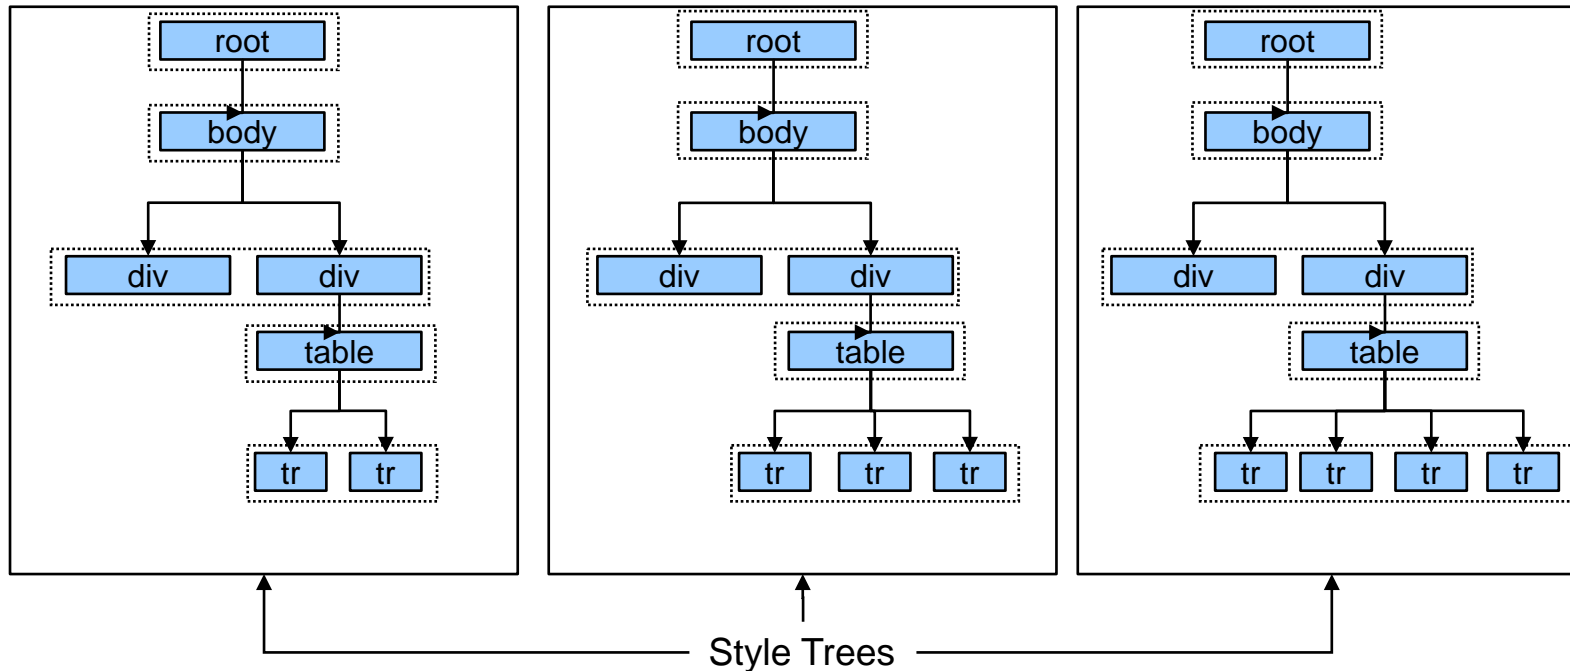 root
body
div div
table
tr tr
root
body
div div
table
tr tr tr
root
body
div div
table
tr tr tr tr
Style Trees